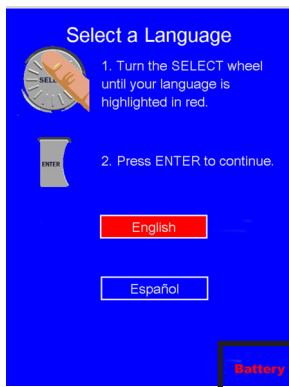 Select a Language
1. Turn the SELECT wheel
until your language is
highlighted in red.
ENTER
2. Press ENTER to continue.
English
Español
Battery